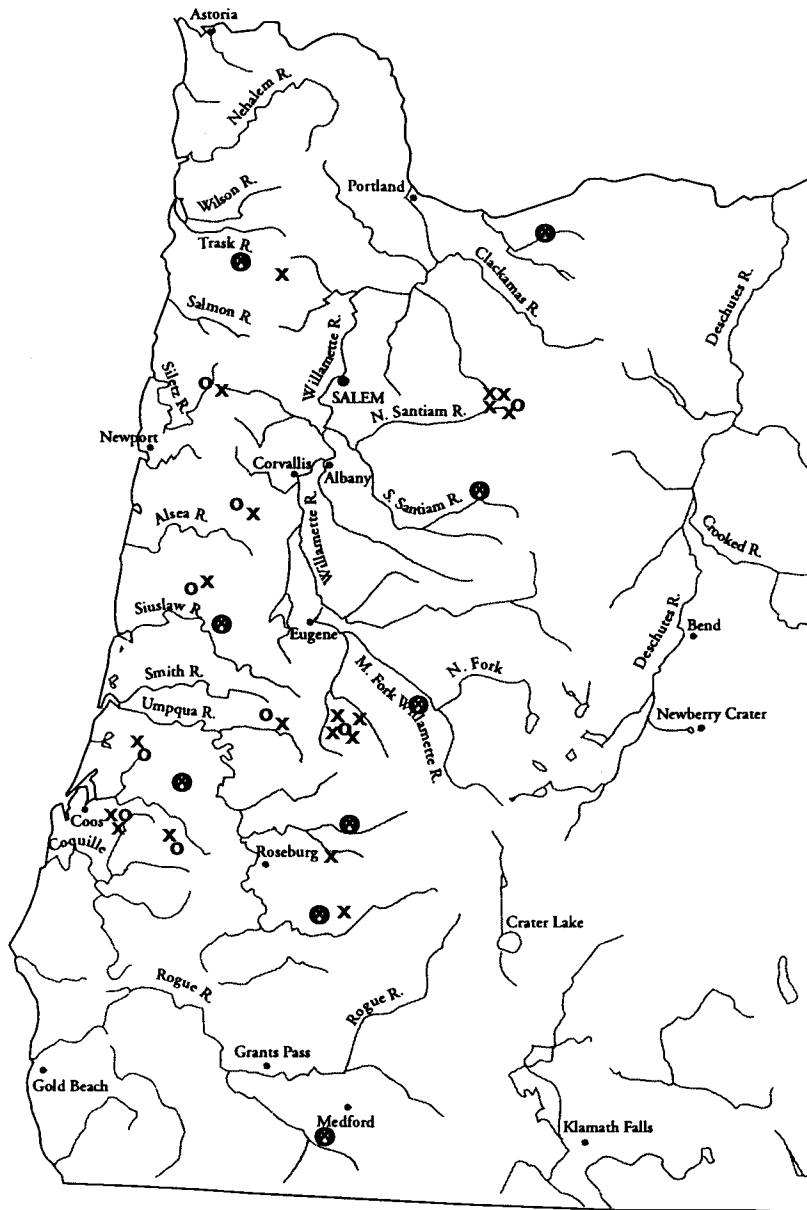 Astoria
Nehalem R.
Portland
Wilson R.
Trask R.
X
Clackamas R.
Salmon R.
Deschutes R.
Willamette R.
Siletz R.
O X
SALEM
X X
X X O
N. Santiam R.
Newport
Corvallis
Albany
S. Santiam R.
O X
Alsea R.
Willamette R.
Crooked R.
O X
Siuslaw R.
Eugene
Deschutes R.
Bend
Smith R.
N. Fork
M. Fork Willamette R.
Umpqua R.
O X
X X
X O X
Newberry Crater
X O
Coos
X O
X
X O
Coquille
Roseburg
X
X
Crater Lake
Rogue R.
Rogue R.
Grants Pass
Gold Beach
Medford
Klamath Falls